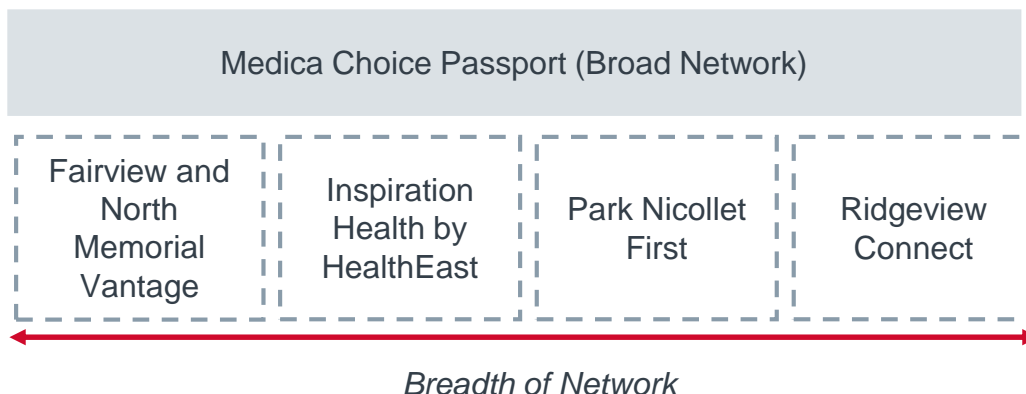 Medica Choice Passport (Broad Network)
Fairview and
North
Memorial
Vantage
Inspiration
Health by
HealthEast
Park Nicollet
First
Ridgeview
Connect
Breadth of Network